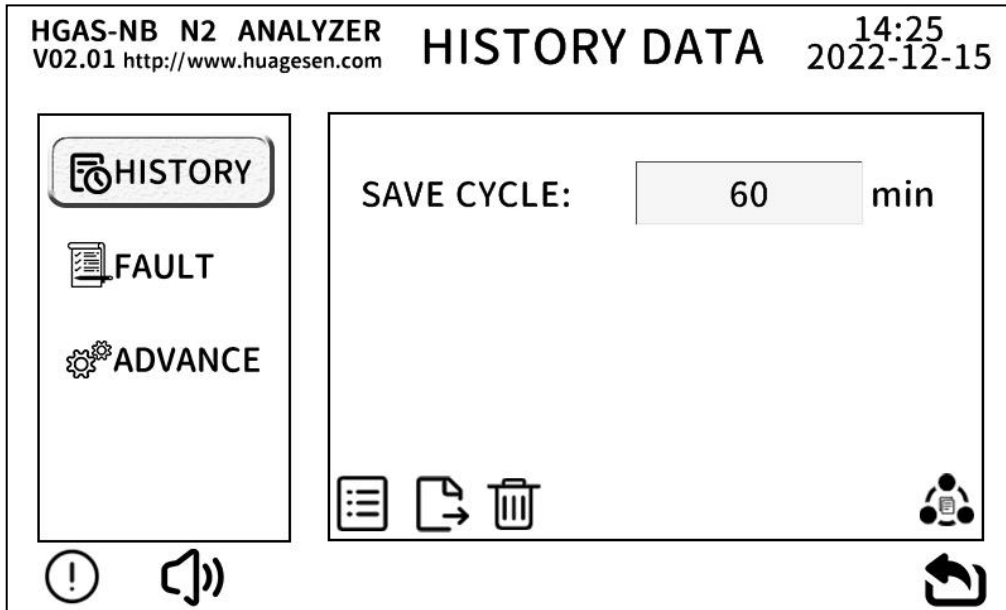 HGAS-NB N2 ANALYZER
V02.01 http://www.huagesen.com
HISTORY DATA
14:25
2022-12-15
HISTORY
FAULT
ADVANCE
SAVE CYCLE: 60 min